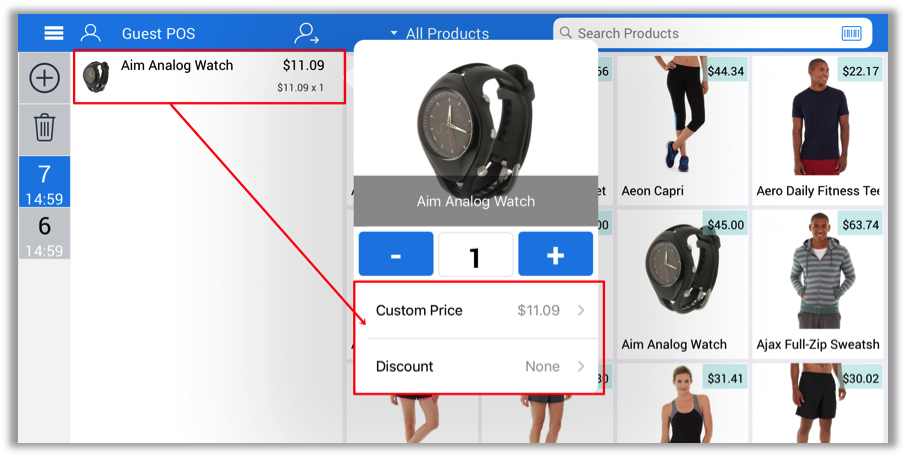 Guest POS
All Products
Search Products
Aim Analog Watch
$11.09
$11.09 x 1
7
14:59
6
14:59
Aim Analog Watch
-
1
+
Custom Price
$11.09
Discount
None
$44.34
$22.17
Aeon Capri
Aero Daily Fitness Tee
$45.00
$63.74
Aim Analog Watch
Ajax Full-Zip Sweatsh
$31.41
$30.02